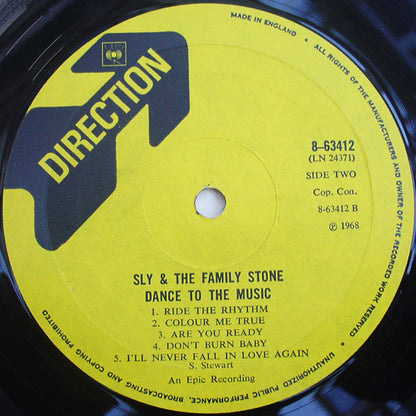 DIRECTION
MADE IN ENGLAND • ALL RIGHTS OF THE MANUFACTURERS AND OWNER OF THE RECORDED WORK RESERVED • UNAUTHORIZED PUBLIC PERFORMANCE, BROADCASTING AND COPYING PROHIBITED
8–63412
(LN 24371)
SIDE TWO
Cop. Con.
8-63412 B
℗ 1968
SLY & THE FAMILY STONE
DANCE TO THE MUSIC
1. RIDE THE RHYTHM
2. COLOUR ME TRUE
3. ARE YOU READY
4. DON'T BURN BABY
5. I'LL NEVER FALL IN LOVE AGAIN
S. Stewart
An Epic Recording